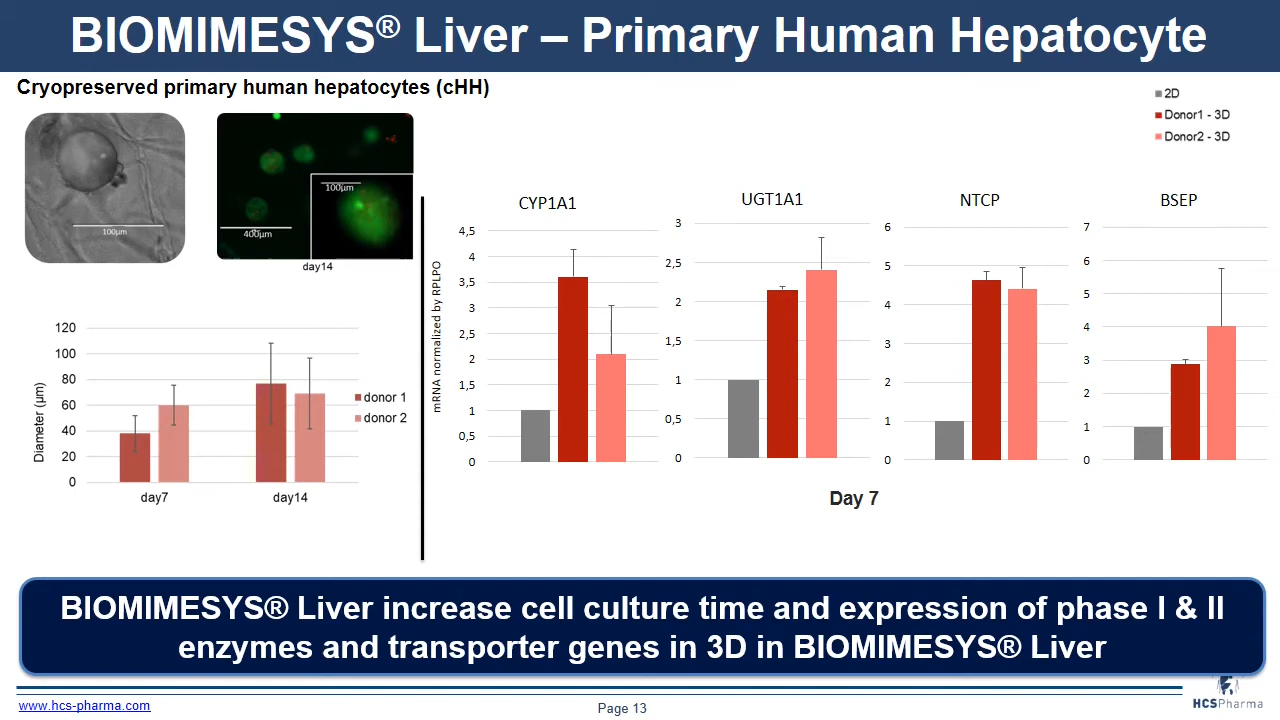 BIOMIMESYS® Liver – Primary Human Hepatocyte
Cryopreserved primary human hepatocytes (cHH)
2D
Donor1 - 3D
Donor2 - 3D
100µm
100µm
400µm
day14
120
100
80
60
40
20
0
Diameter (µm)
day7
day14
donor 1
donor 2
mRNA normalized by RPLPO
CYP1A1
4,5
4
3,5
3
2,5
2
1,5
1
0,5
0
UGT1A1
3
2,5
2
1,5
1
0,5
0
NTCP
6
5
4
3
2
1
0
BSEP
7
6
5
4
3
2
1
0
Day 7
BIOMIMESYS® Liver increase cell culture time and expression of phase I & II
enzymes and transporter genes in 3D in BIOMIMESYS® Liver
www.hcs-pharma.com
Page 13
HCSPharma